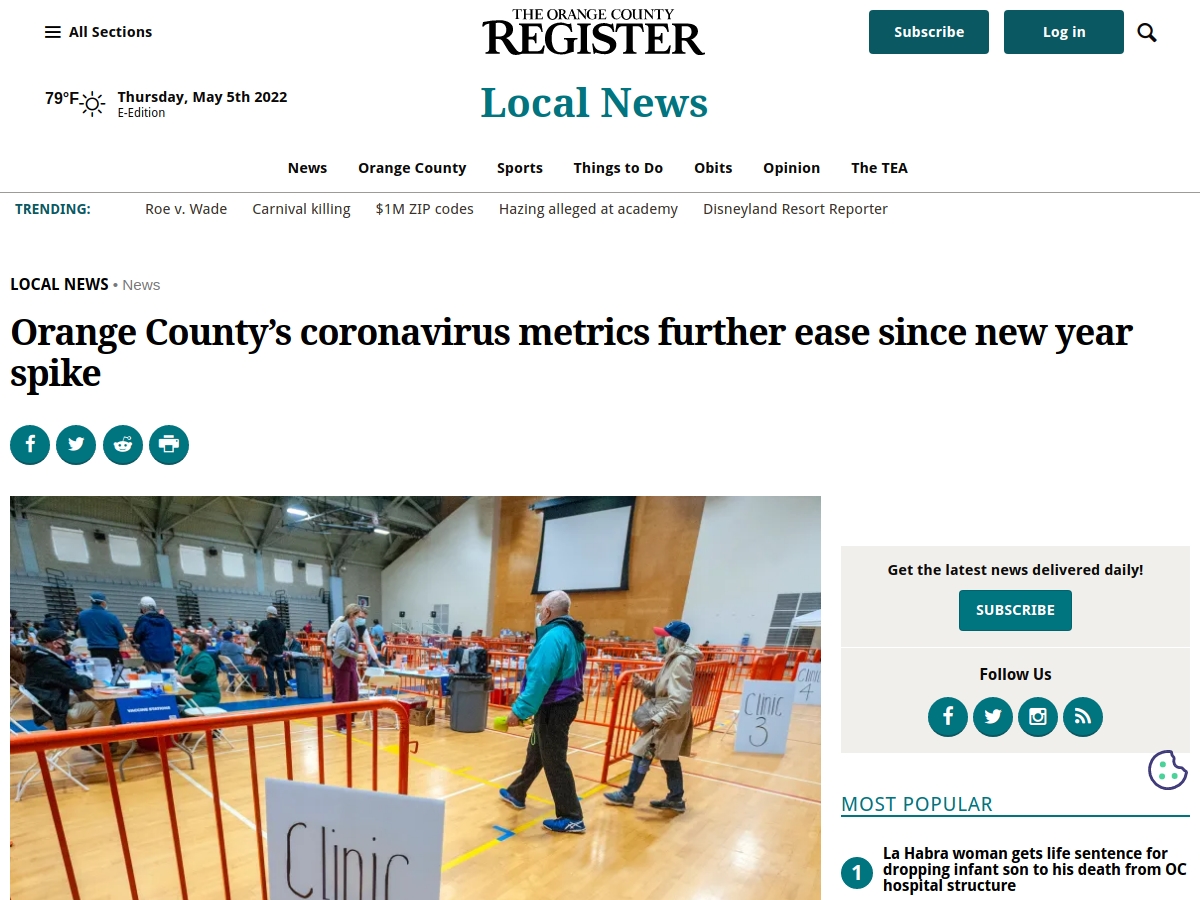 All Sections
THE ORANGE COUNTY
REGISTER
Subscribe
Log in
79°F
Thursday, May 5th 2022
E-Edition
Local News
News
Orange County
Sports
Things to Do
Obits
Opinion
The TEA
TRENDING:
Roe v. Wade
Carnival killing
$1M ZIP codes
Hazing alleged at academy
Disneyland Resort Reporter
LOCAL NEWS • News
Orange County’s coronavirus metrics further ease since new year
spike
Clinic
3
Clinic
4
VACCINE STATIONS
Clinic
Get the latest news delivered daily!
SUBSCRIBE
Follow Us
MOST POPULAR
1
La Habra woman gets life sentence for
dropping infant son to his death from OC
hospital structure